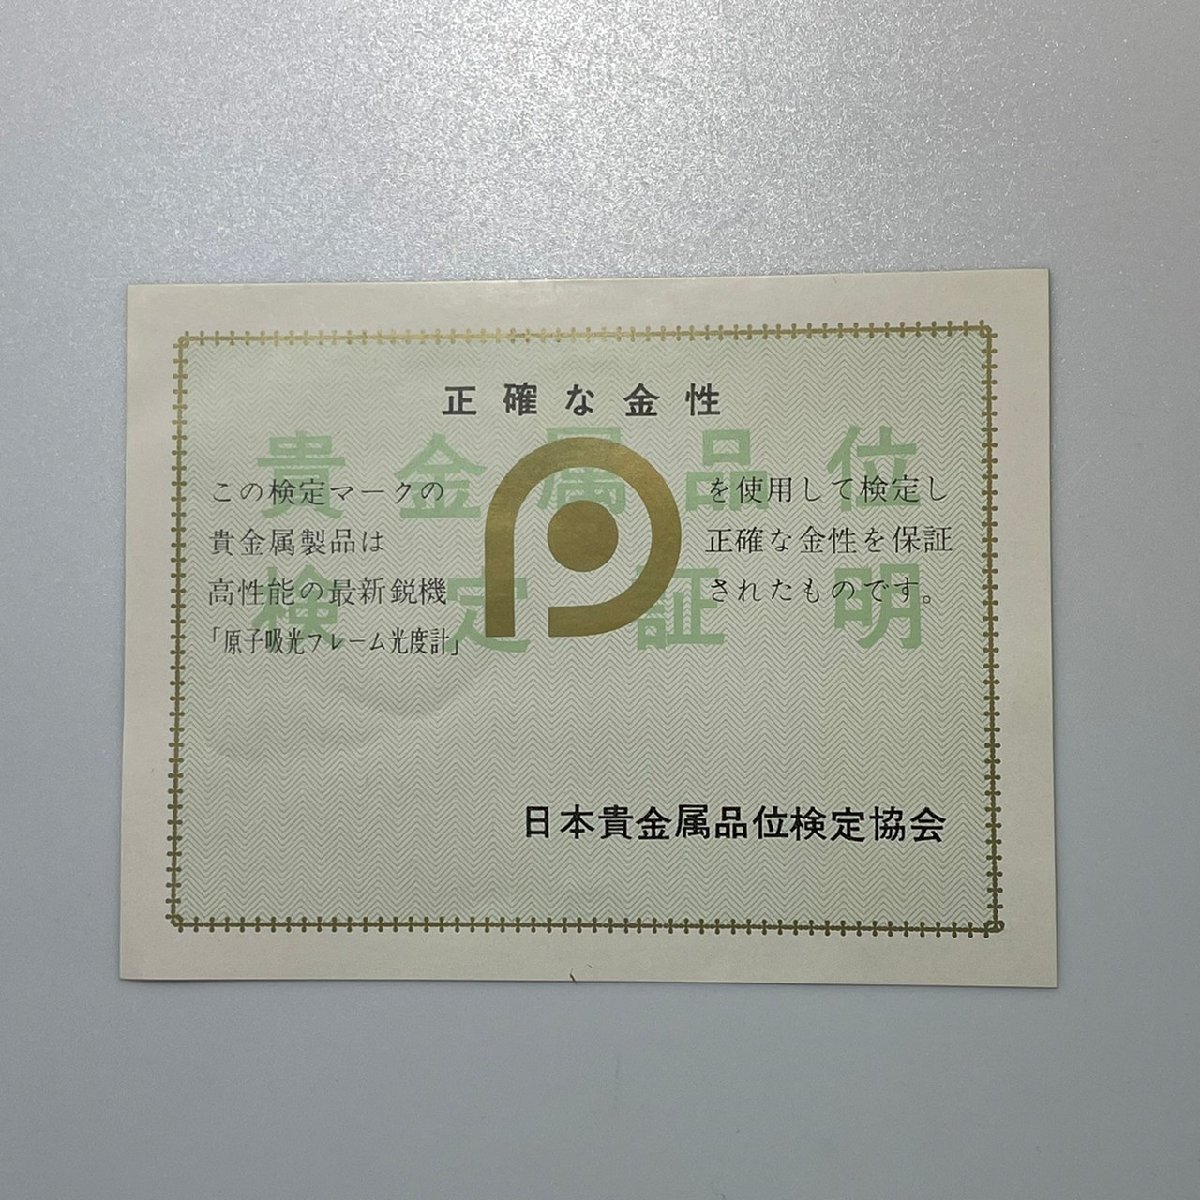 正確な金性
貴金属品位
検定証明
この検定マークの
貴金属製品は
高性能の最新鋭機
「原子吸光フレーム光度計」
を使用して検定し
正確な金性を保証
されたものです。
日本貴金属品位検定協会